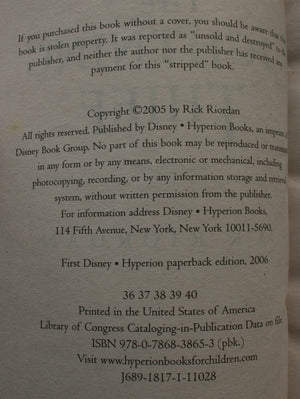 If you purchased this book without a cover, you should be aware that
book is stolen property. It was reported as "unsold and destroyed" to the
publisher, and neither the author nor the publisher has received any
payment for this "stripped" book.
Copyright ©2005 by Rick Riordan
All rights reserved. Published by Disney • Hyperion Books, an imprint of
Disney Book Group. No part of this book may be reproduced or
in any form or by any means, electronic or mechanical, including
photocopying, recording, or by any information storage and retrieval
system, without written permission from the publisher.
For information address Disney • Hyperion Books,
114 Fifth Avenue, New York, New York 10011-5690.
First Disney • Hyperion paperback edition, 2006
36 37 38 39 40
Printed in the United States of America
Library of Congress Cataloging-in-Publication Data on file.
ISBN 978-0-7868-3865-3 (pbk.)
Visit www.hyperionbooksforchildren.com
J689-1817-1-11028